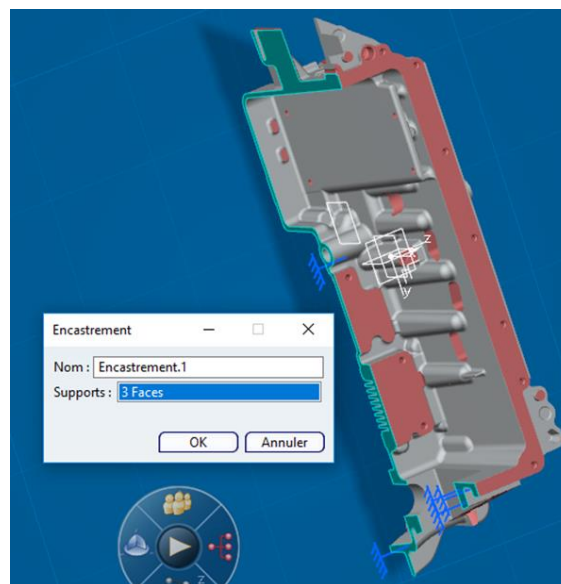 z
y
Encastrement
Nom : Encastrement.1
Supports : 3 Faces
OK Annuler
z